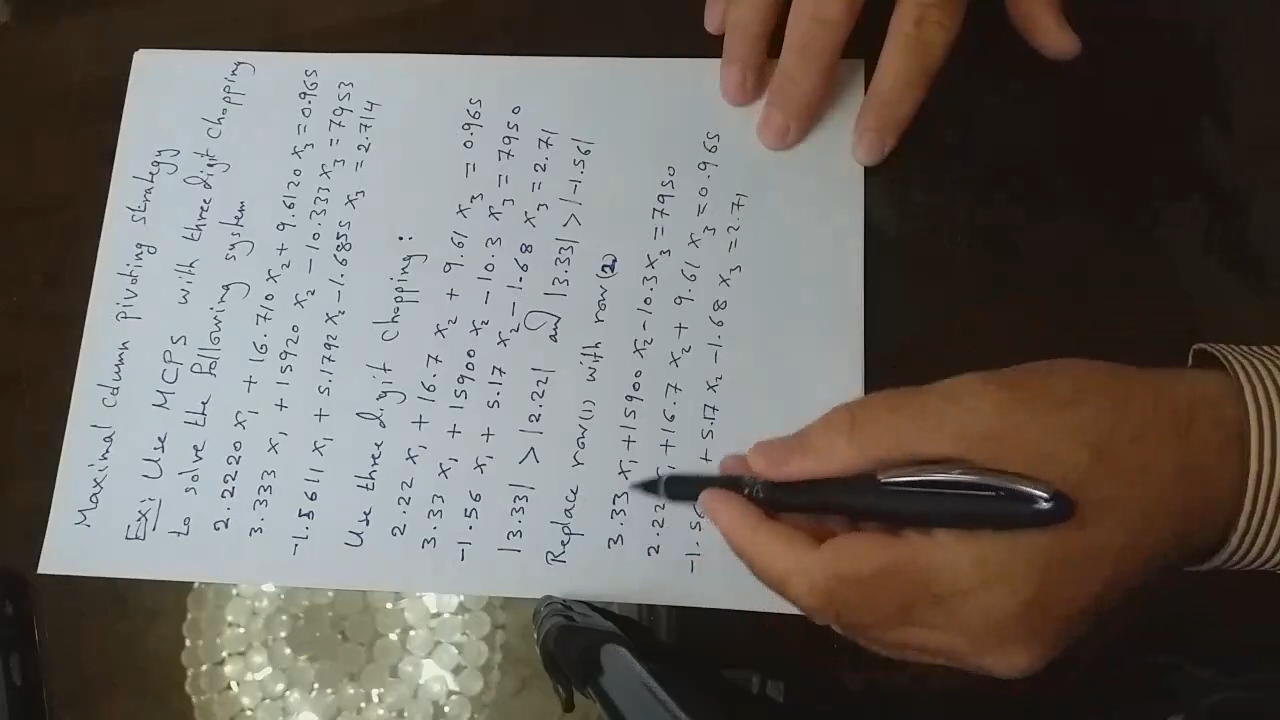 Maximal column pivoting strategy
Ex: Use MCPS with three digit chopping
to solve the following system
2.2220 x₁ + 16.710 x₂ + 9.6120 x₃ = 0.965
3.333 x₁ + 15920 x₂ - 10.333 x₃ = 7953
-1.5611 x₁ + 5.1792 x₂ - 1.6855 x₃ = 2.714
Use three digit chopping:
2.22 x₁ + 16.7 x₂ + 9.61 x₃ = 0.965
3.33 x₁ + 15900 x₂ - 10.3 x₃ = 7950
-1.56 x₁ + 5.17 x₂ - 1.68 x₃ = 2.71
|3.33| > |2.22| and |3.33| > |-1.56|
Replace row(1) with row(2)
3.33 x₁ + 15900 x₂ - 10.3 x₃ = 7950
2.22 x₁ + 16.7 x₂ + 9.61 x₃ = 0.965
-1.56 + 5.17 x₂ - 1.68 x₃ = 2.71